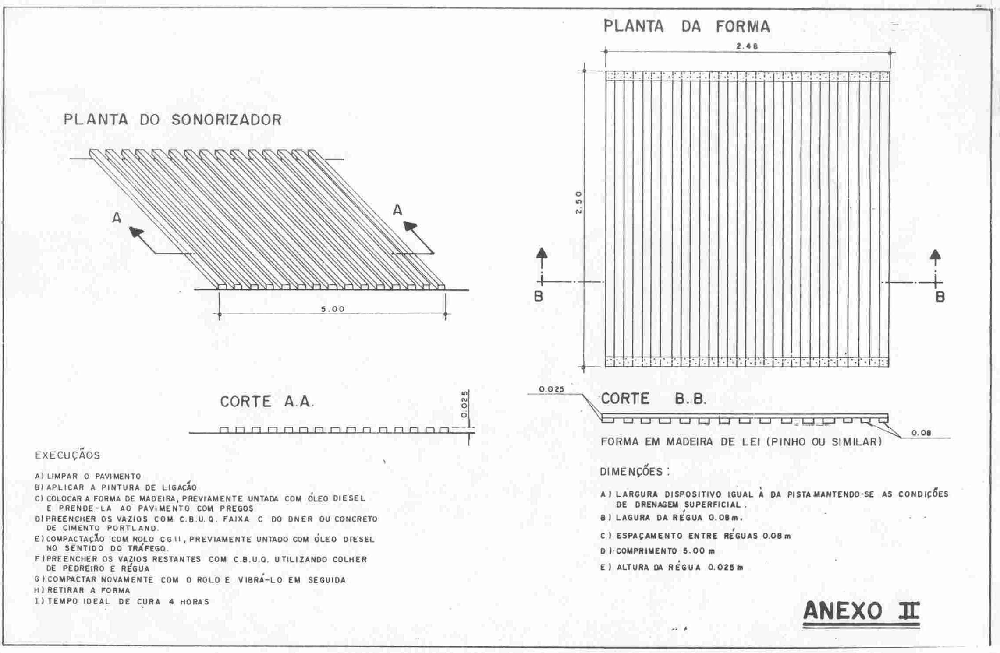 PLANTA DO SONORIZADOR
A
A
5.00
CORTE A.A.
0.025
EXECUÇÃOS
A) LIMPAR O PAVIMENTO
B) APLICAR A PINTURA DE LIGAÇÃO
C) COLOCAR A FORMA DE MADEIRA, PREVIAMENTE UNTADA COM ÓLEO DIESEL
E PRENDE-LA AO PAVIMENTO COM PREGOS
D) PREENCHER OS VAZIOS COM C.B.U.Q. FAIXA C DO DNER OU CONCRETO
DE CIMENTO PORTLAND.
E) COMPACTAÇÃO COM ROLO CG 11, PREVIAMENTE UNTADO COM ÓLEO DIESEL
NO SENTIDO DO TRÁFEGO.
F) PREENCHER OS VAZIOS RESTANTES COM C.B.U.Q. UTILIZANDO COLHER
DE PEDREIRO E RÉGUA
G) COMPACTAR NOVAMENTE COM O ROLO E VIBRÁ-LO EM SEGUIDA
H) RETIRAR A FORMA
I) TEMPO IDEAL DE CURA 4 HORAS
PLANTA DA FORMA
2.48
2.50
B
B
0.025
CORTE B.B.
0.08
FORMA EM MADEIRA DE LEI (PINHO OU SIMILAR)
DIMENÇÕES :
A) LARGURA DISPOSITIVO IGUAL À DA PISTA MANTENDO-SE AS CONDIÇÕES
DE DRENAGEM SUPERFICIAL.
B) LAGURA DA RÉGUA 0.08m.
C) ESPAÇAMENTO ENTRE RÉGUAS 0.08 m
D) COMPRIMENTO 5.00 m
E) ALTURA DA RÉGUA 0.025 m
ANEXO II